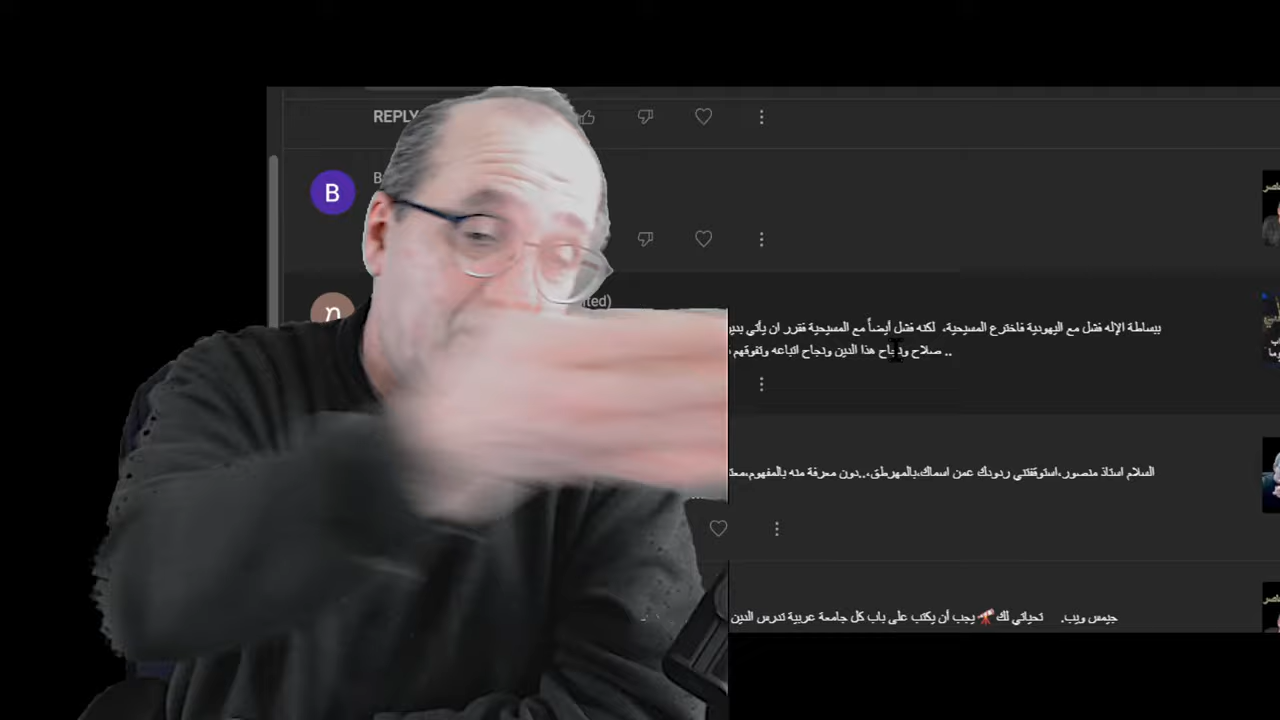 REPLY
B
B
n
ited)
ببساطة الإله فشل مع اليهودية فاخترع المسيحية، لكنه فشل أيضاً مع المسيحية فقرر ان يأتي
صلاح ونجاح هذا الدين ونجاح اتباعه وتفوقهم ..
السلام استاذ منصور،استوقفتني ردودك عمن اسماك،بالمهرطق،..دون معرفة منه بالمفهوم،
جيمس ويب. تحياتي لك🔭 يجب أن يكتب على باب كل جامعة عربية تدرس الدين